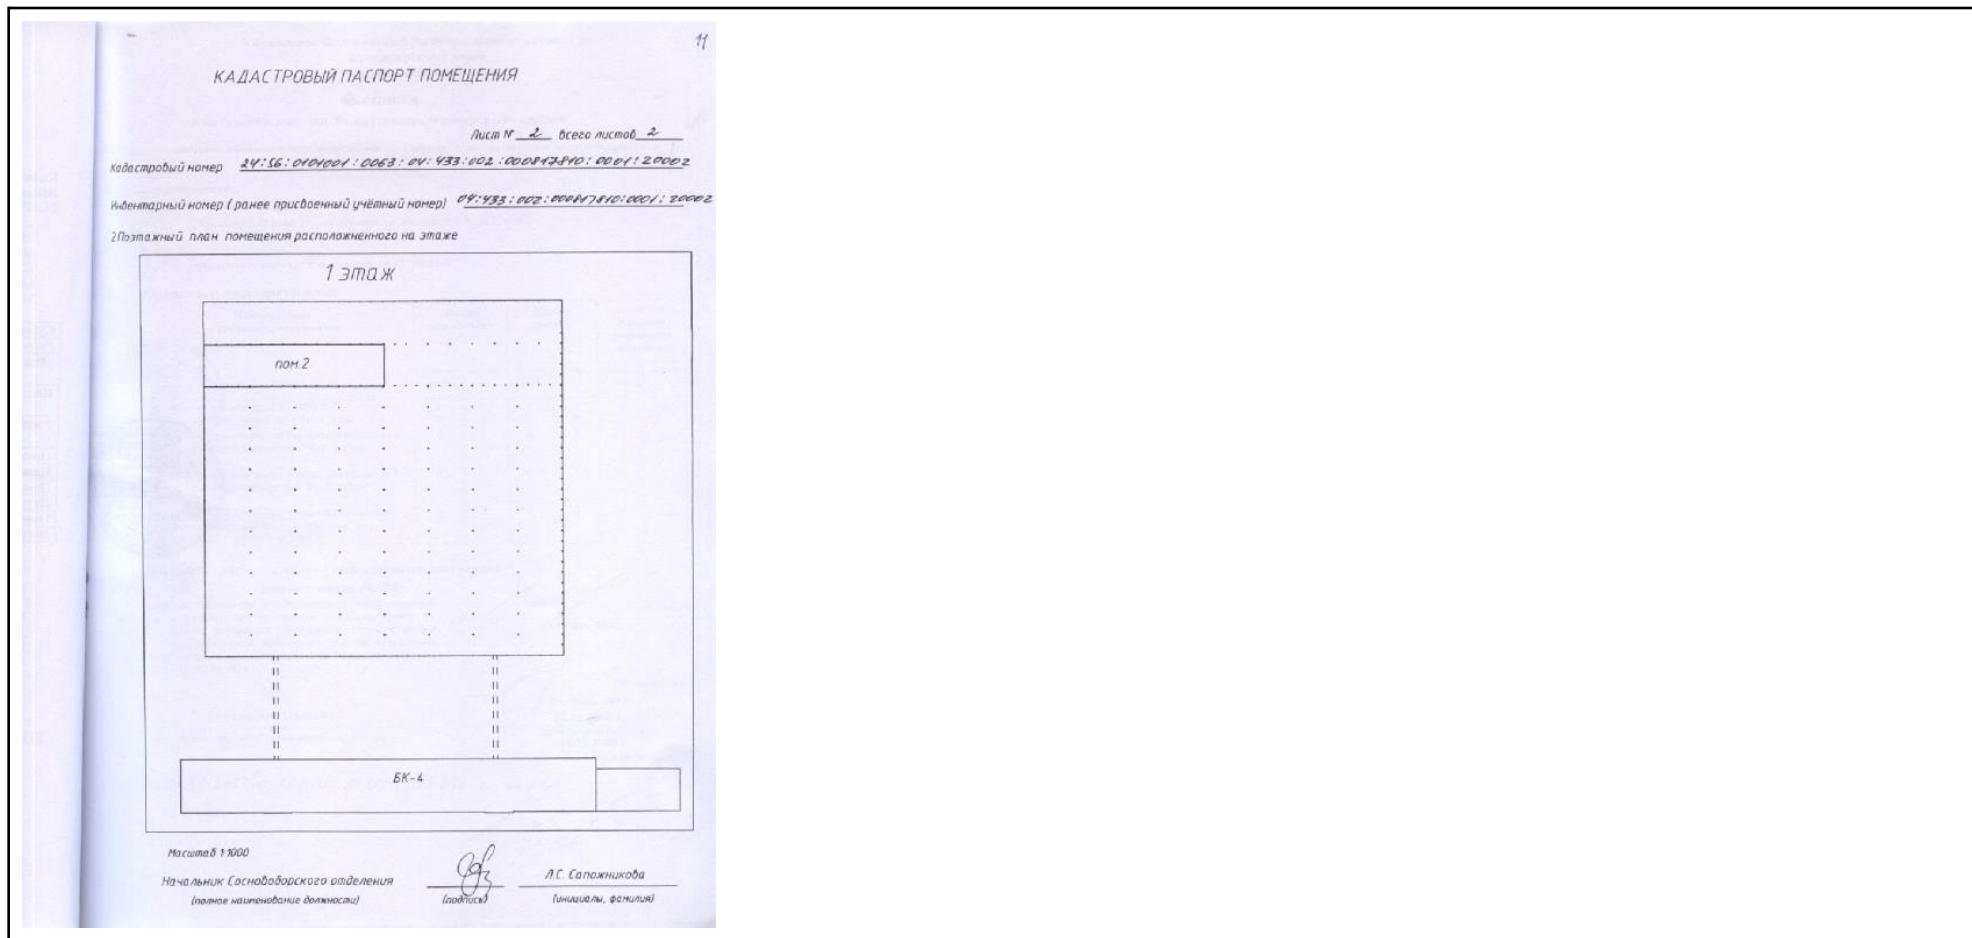 11
КАДАСТРОВЫЙ ПАСПОРТ ПОМЕЩЕНИЯ
Лист № 2 всего листов 2
Кадастровый номер 24:56:0101001:0063:04:433:002:000817810:0001:20002
Инвентарный номер (ранее присвоенный учётный номер) 04:433:002:000817810:0001:20002
2Поэтажный план помещения расположненного на этаже
1 этаж
пом.2
БК-4
Масштаб 1:1000
Начальник Сосновоборского отделения
Л.С. Сапожникова
(полное наименование должности) (подпись) (инициалы, фамилия)